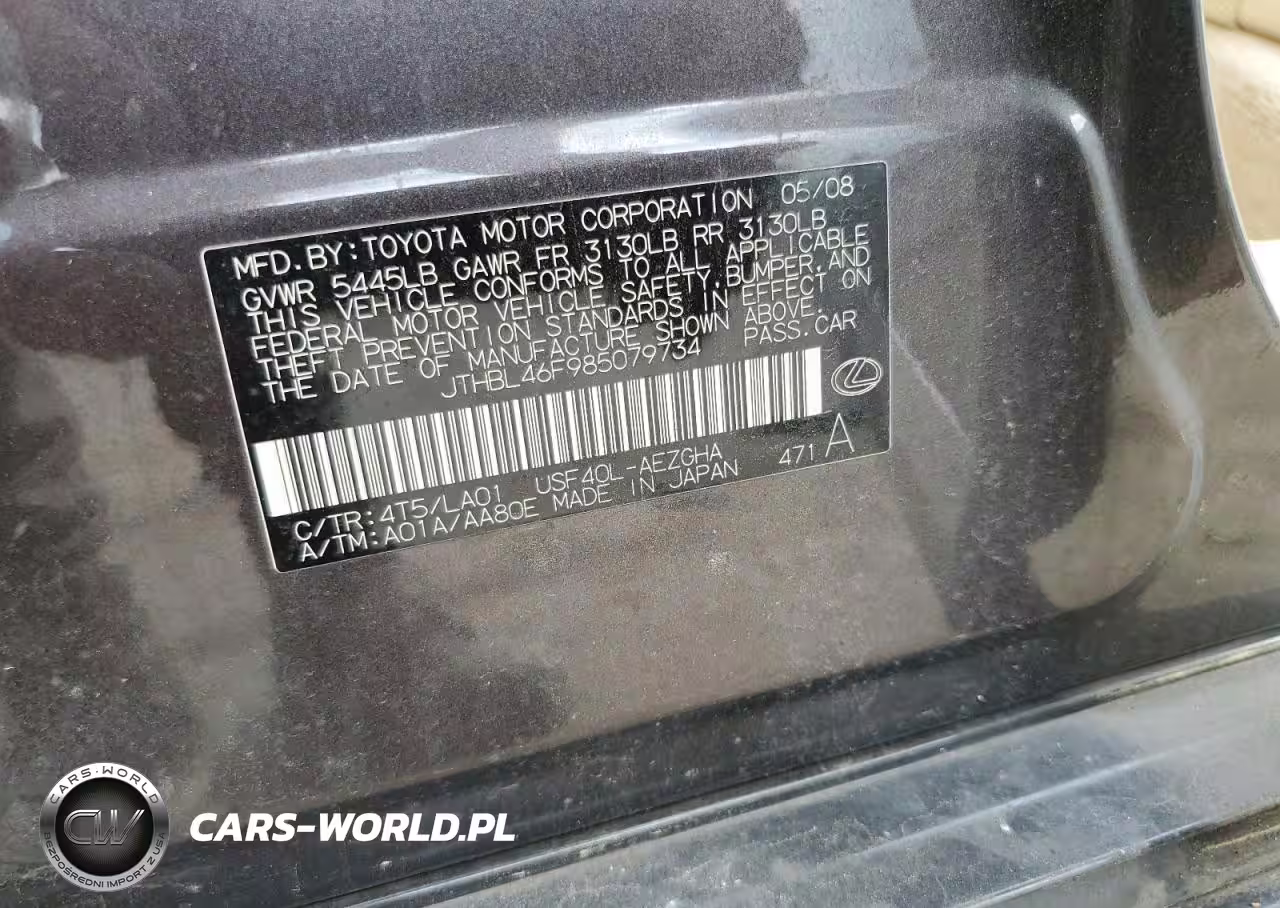 MFD.BY:TOYOTA MOTOR CORPORATION 05/08
GVWR 5445LB GAWR FR 3130LB RR 3130LB
THIS VEHICLE CONFORMS TO ALL APPLICABLE
FEDERAL MOTOR VEHICLE SAFETY,BUMPER,AND
THEFT PREVENTION STANDARDS IN EFFECT ON
THE DATE OF MANUFACTURE SHOWN ABOVE.
JTHBL46F985079734 PASS.CAR
C/TR:4T5/LA01 USF40L-AEZGHA 471 A
A/TM:A01A/AA80E MADE IN JAPAN
CARS-WORLD
CW
BEZPOŚREDNI IMPORT Z USA
CARS-WORLD.PL